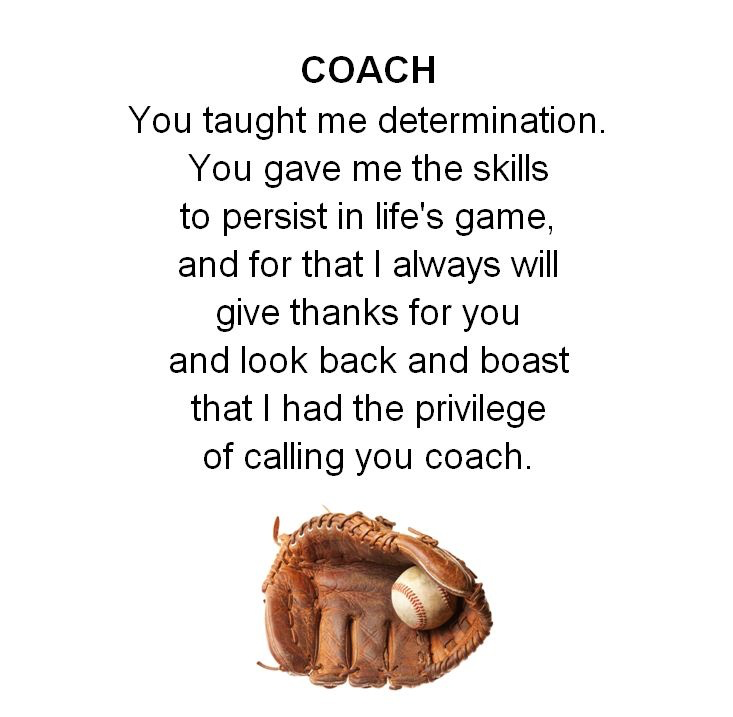 COACH
You taught me determination.
You gave me the skills
to persist in life's game,
and for that I always will
give thanks for you
and look back and boast
that I had the privilege
of calling you coach.